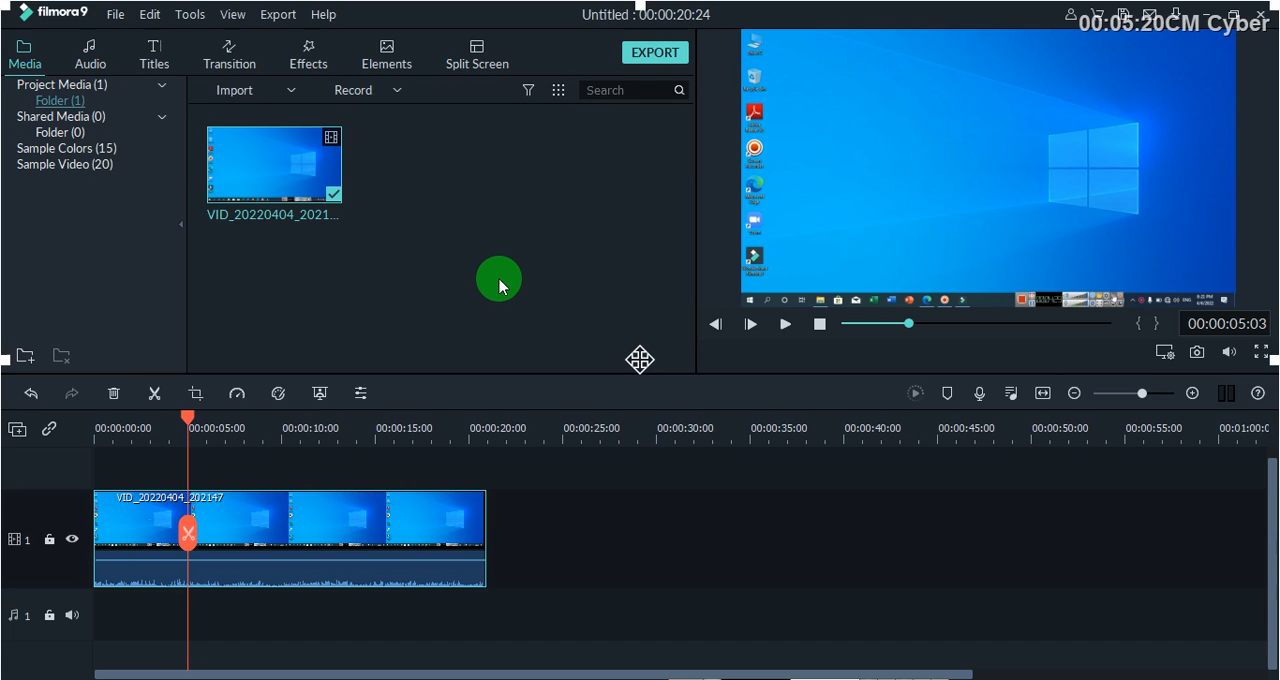 filmora9 File Edit Tools View Export Help Untitled : 00:00:20:24
00:05:20CM Cyber
Media Audio Titles Transition Effects Elements Split Screen EXPORT
Project Media (1)
Folder (1)
Shared Media (0)
Folder (0)
Sample Colors (15)
Sample Video (20)
Import Record Search
VID_20220404_2021...
00:00:05:03
00:00:00:00 00:00:05:00 00:00:10:00 00:00:15:00 00:00:20:00 00:00:25:00 00:00:30:00 00:00:35:00 00:00:40:00 00:00:45:00 00:00:50:00 00:00:55:00 00:01:00:0
VID_20220404_202147
1
1